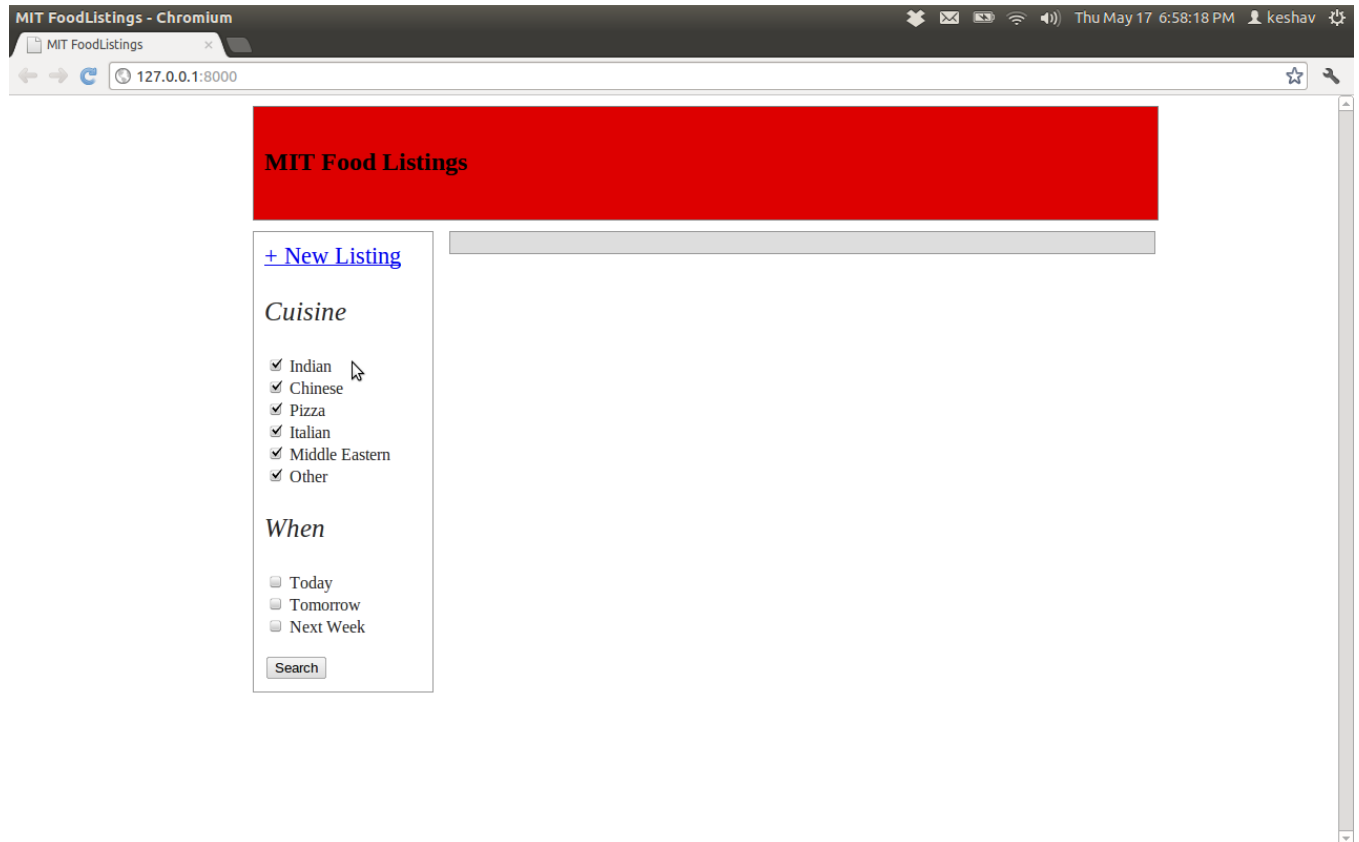 MIT FoodListings - Chromium
Thu May 17 6:58:18 PM keshav
MIT FoodListings
127.0.0.1:8000
MIT Food Listings
+ New Listing
Cuisine
Indian
Chinese
Pizza
Italian
Middle Eastern
Other
When
Today
Tomorrow
Next Week
Search